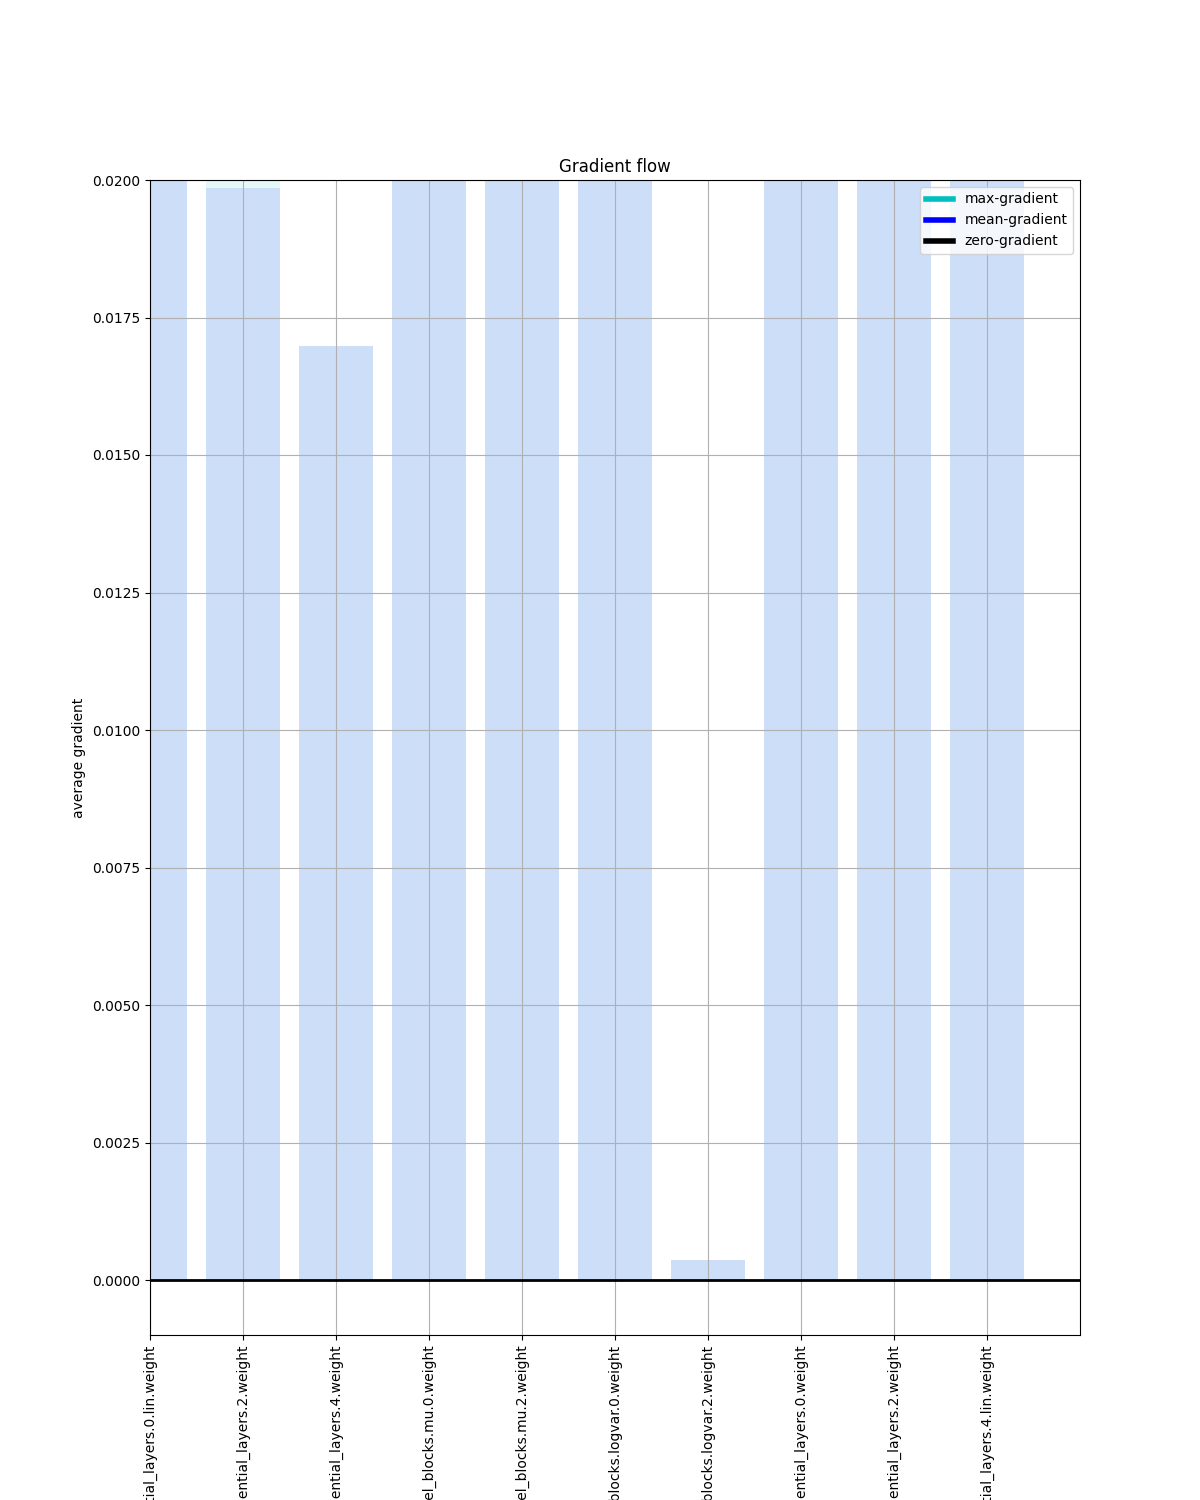 Gradient flow
max-gradient
mean-gradient
zero-gradient
0.0200
0.0175
0.0150
0.0125
0.0100
0.0075
0.0050
0.0025
0.0000
average gradient
tial_layers.0.lin.weight
ential_layers.2.weight
ential_layers.4.weight
el_blocks.mu.0.weight
el_blocks.mu.2.weight
blocks.logvar.0.weight
blocks.logvar.2.weight
ential_layers.0.weight
ential_layers.2.weight
tial_layers.4.lin.weight